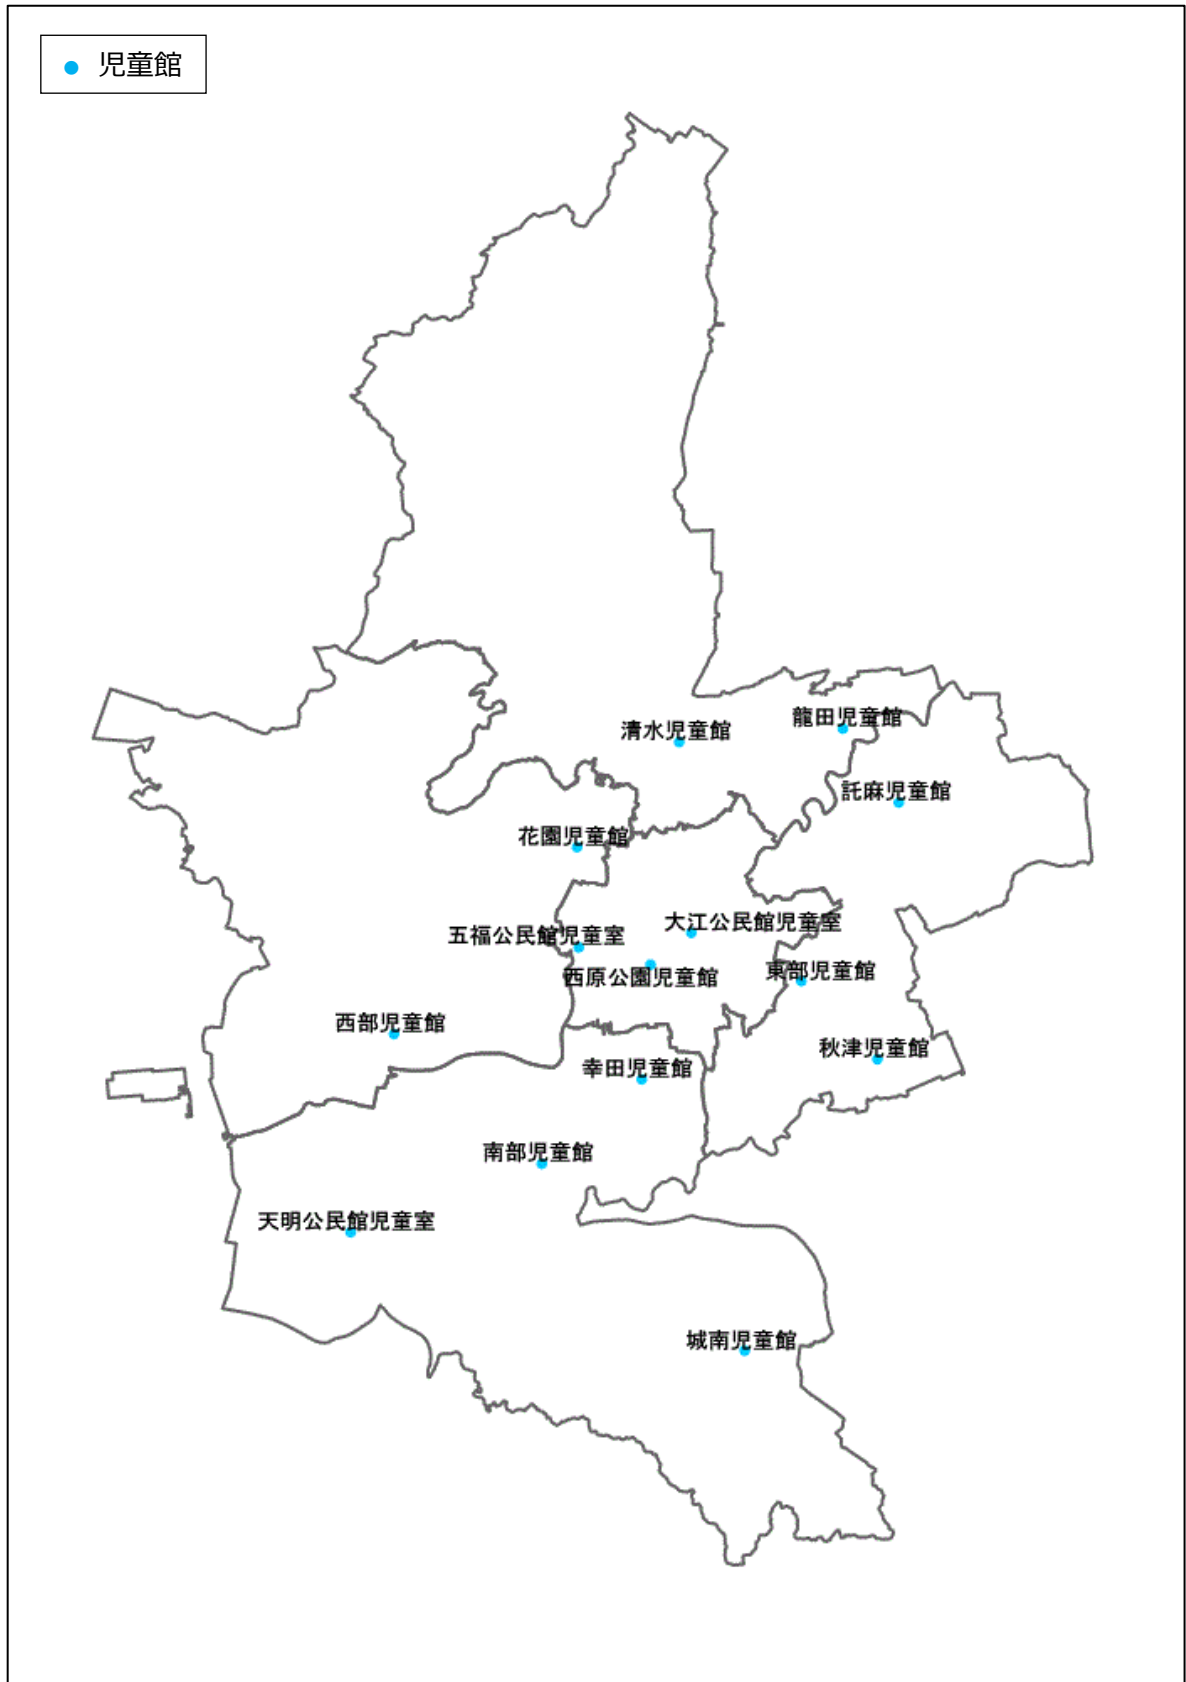 児童館
龍田児童館
清水児童館
託麻児童館
花園児童館
大江公民館児童室
五福公民館児童室
東部児童館
西原公園児童館
西部児童館
秋津児童館
幸田児童館
南部児童館
天明公民館児童室
城南児童館